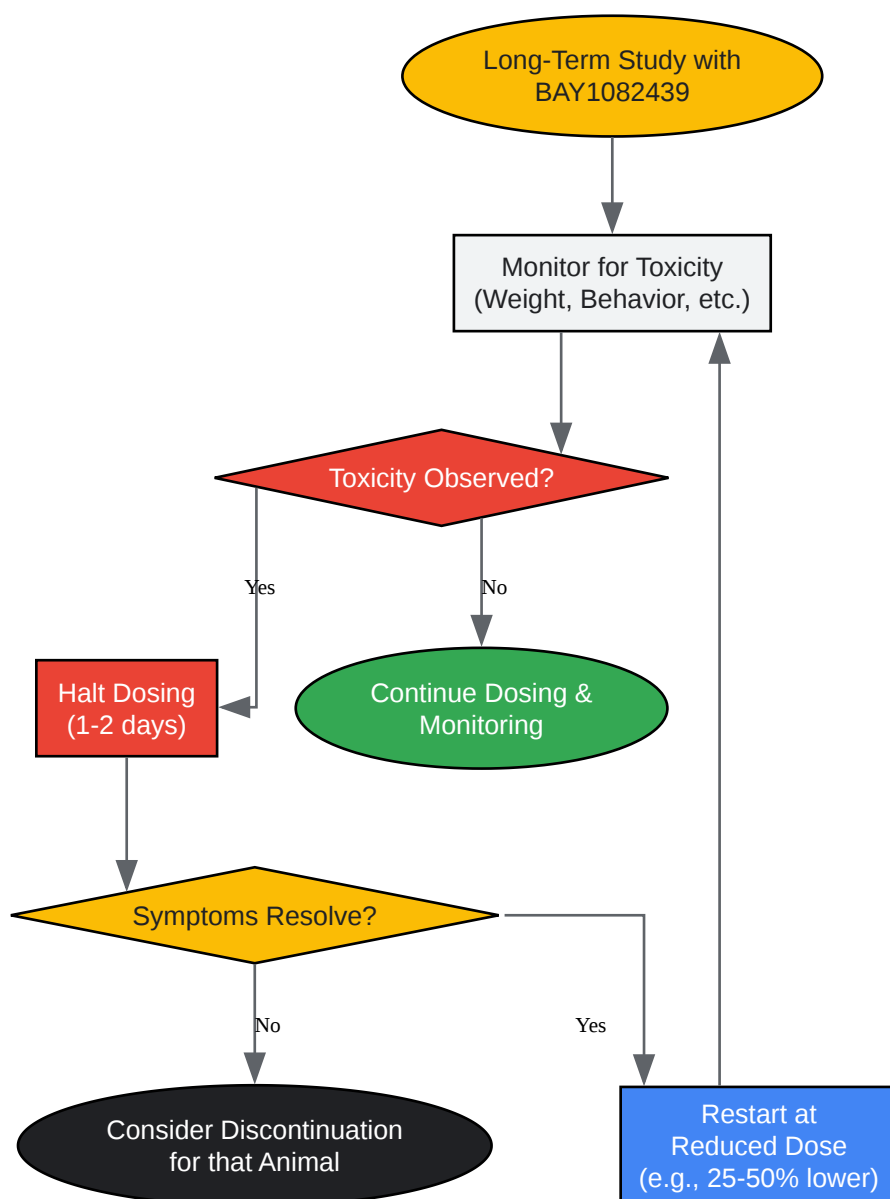 Long-Term Study with
BAY1082439
Monitor for Toxicity
(Weight, Behavior, etc.)
Toxicity Observed?
Yes
No
Halt Dosing
(1-2 days)
Continue Dosing &
Monitoring
Symptoms Resolve?
No
Yes
Consider Discontinuation
for that Animal
Restart at
Reduced Dose
(e.g., 25-50% lower)